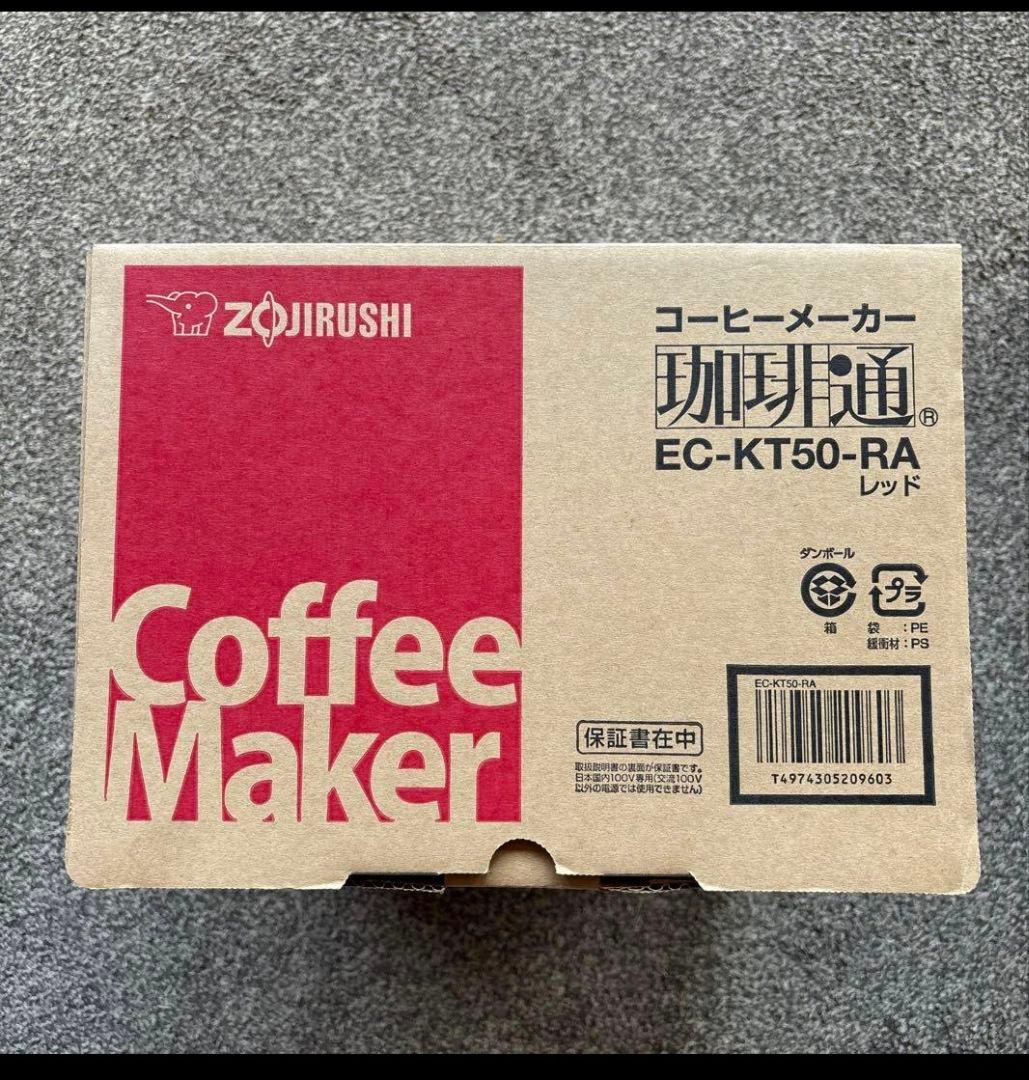 ZOJIRUSHI
Coffee
Maker
コーヒーメーカー
珈琲通®
EC-KT50-RA
レッド
ダンボール
プラ
箱 袋 :PE
緩衝材:PS
EC-KT50-RA
T4974305209603
保証書在中
取扱説明書の裏面が保証書です。
日本国内100V専用(交流100V
以外の電源では使用できません)